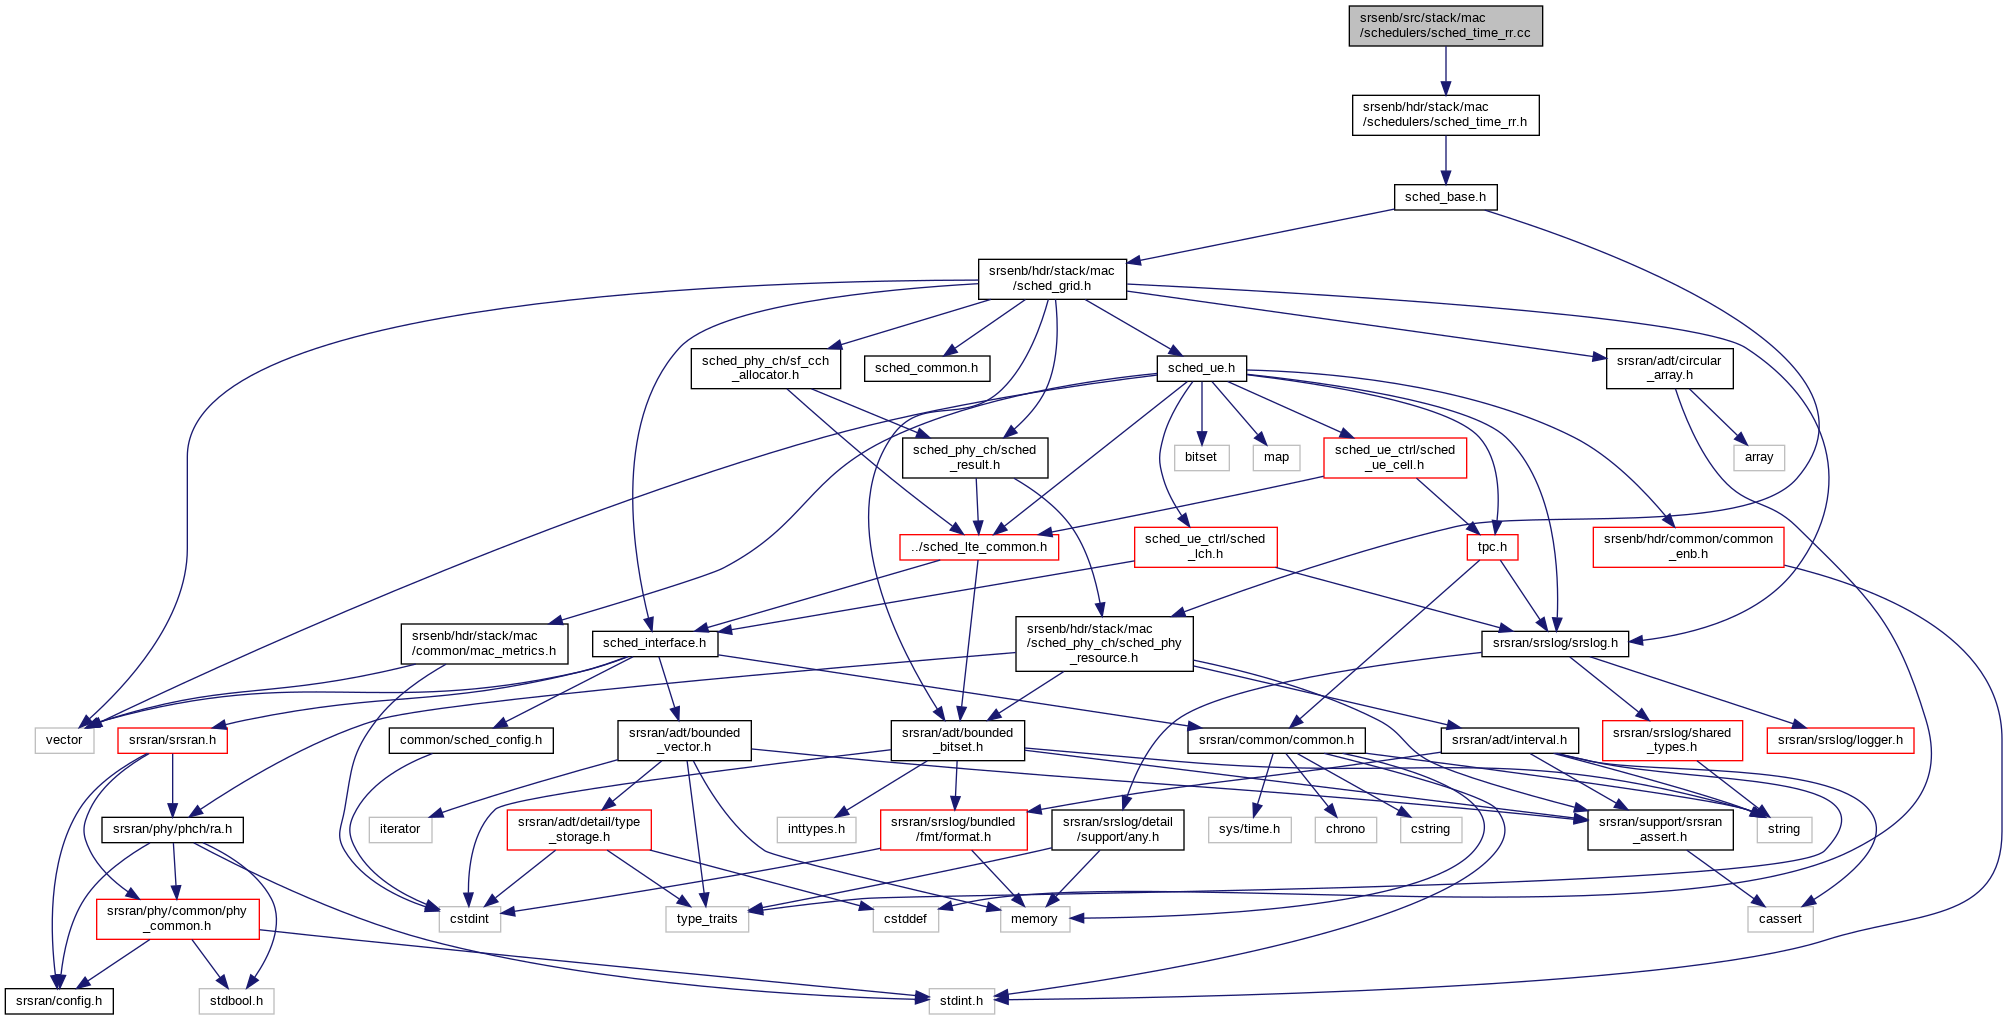 srsenb/src/stack/mac
/schedulers/sched_time_rr.cc
srsenb/hdr/stack/mac
/schedulers/sched_time_rr.h
sched_base.h
srsenb/hdr/stack/mac
/sched_grid.h
sched_phy_ch/sf_cch
_allocator.h
sched_common.h
sched_ue.h
srsran/adt/circular
_array.h
sched_phy_ch/sched
_result.h
bitset
map
sched_ue_ctrl/sched
_ue_cell.h
array
../sched_lte_common.h
sched_ue_ctrl/sched
_lch.h
tpc.h
srsenb/hdr/common/common
_enb.h
srsenb/hdr/stack/mac
/common/mac_metrics.h
sched_interface.h
srsenb/hdr/stack/mac
/sched_phy_ch/sched_phy
_resource.h
srsran/srslog/srslog.h
vector
srsran/srsran.h
common/sched_config.h
srsran/adt/bounded
_vector.h
srsran/adt/bounded
_bitset.h
srsran/common/common.h
srsran/adt/interval.h
srsran/srslog/shared
_types.h
srsran/srslog/logger.h
srsran/phy/phch/ra.h
iterator
srsran/adt/detail/type
_storage.h
inttypes.h
srsran/srslog/bundled
/fmt/format.h
srsran/srslog/detail
/support/any.h
sys/time.h
chrono
cstring
srsran/support/srsran
_assert.h
string
srsran/phy/common/phy
_common.h
cstdint
type_traits
cstddef
memory
cassert
srsran/config.h
stdbool.h
stdint.h